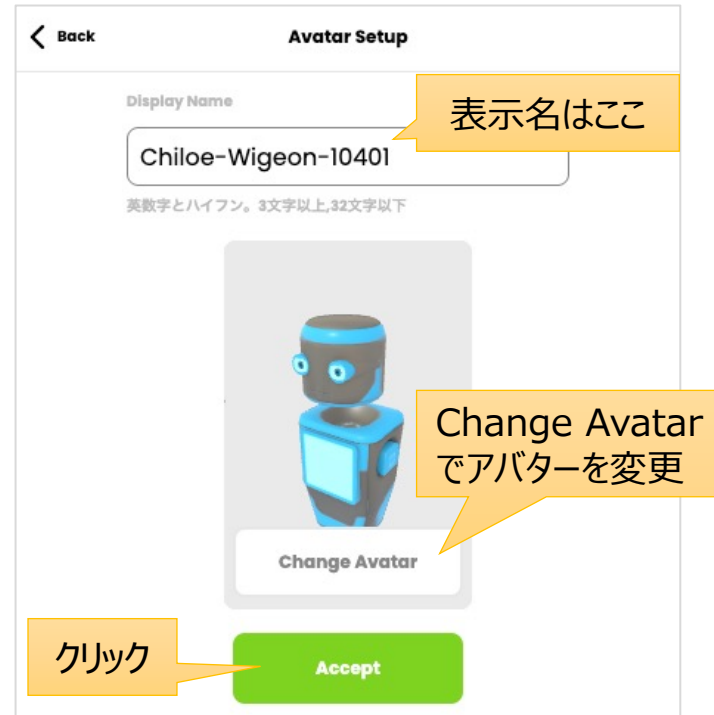 Back
Avatar Setup
Display Name
表示名はここ
Chiloe-Wigeon-10401
英数字とハイフン。3文字以上,32文字以下
Change Avatar
でアバターを変更
Change Avatar
クリック
Accept